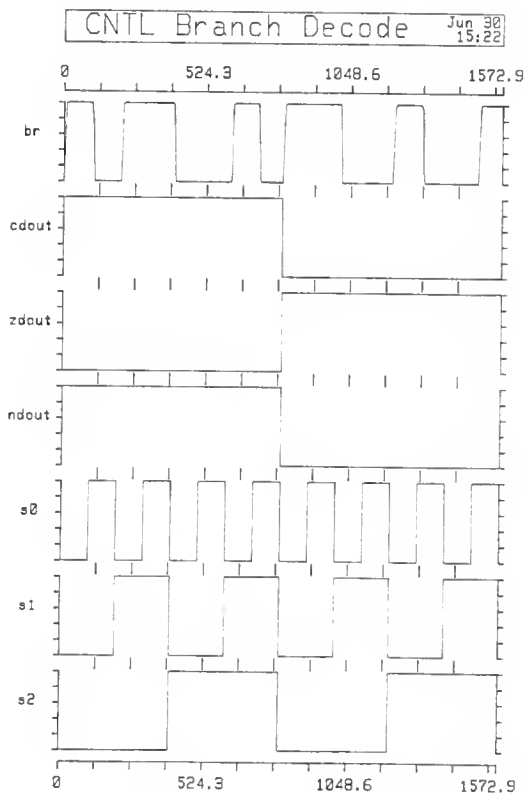 CNTL Branch Decode
Jun 30
15:22
0 524.3 1048.6 1572.9
br
cdout
zdout
ndout
s0
s1
s2
0 524.3 1048.6 1572.9